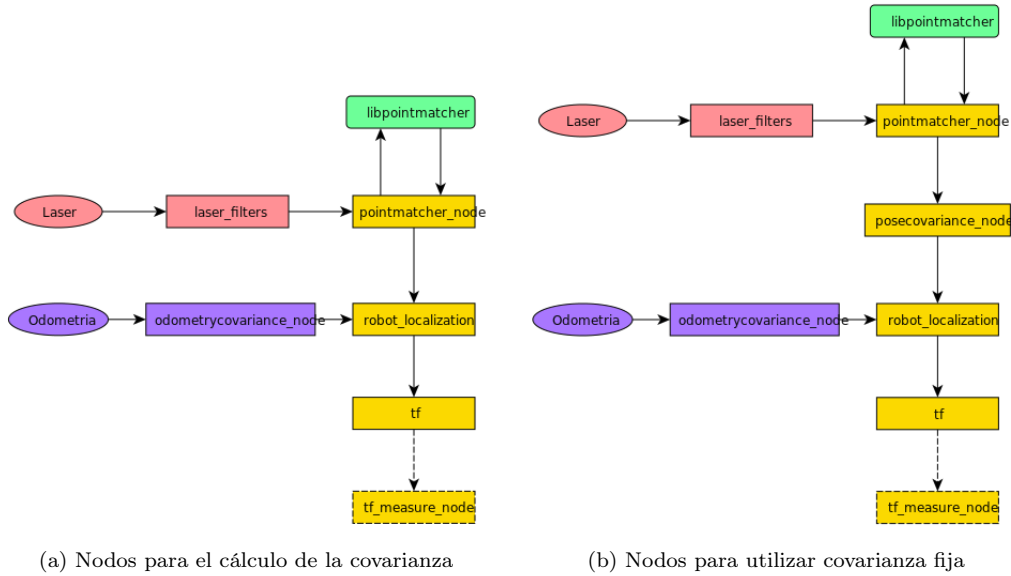 libpointmatcher
Laser
laser_filters
pointmatcher_node
Odometria
odometrycovariance_node
robot_localization
tf
tf_measure_node
(a) Nodos para el cálculo de la covarianza
libpointmatcher
Laser
laser_filters
pointmatcher_node
posecovariance_node
Odometria
odometrycovariance_node
robot_localization
tf
tf_measure_node
(b) Nodos para utilizar covarianza fija